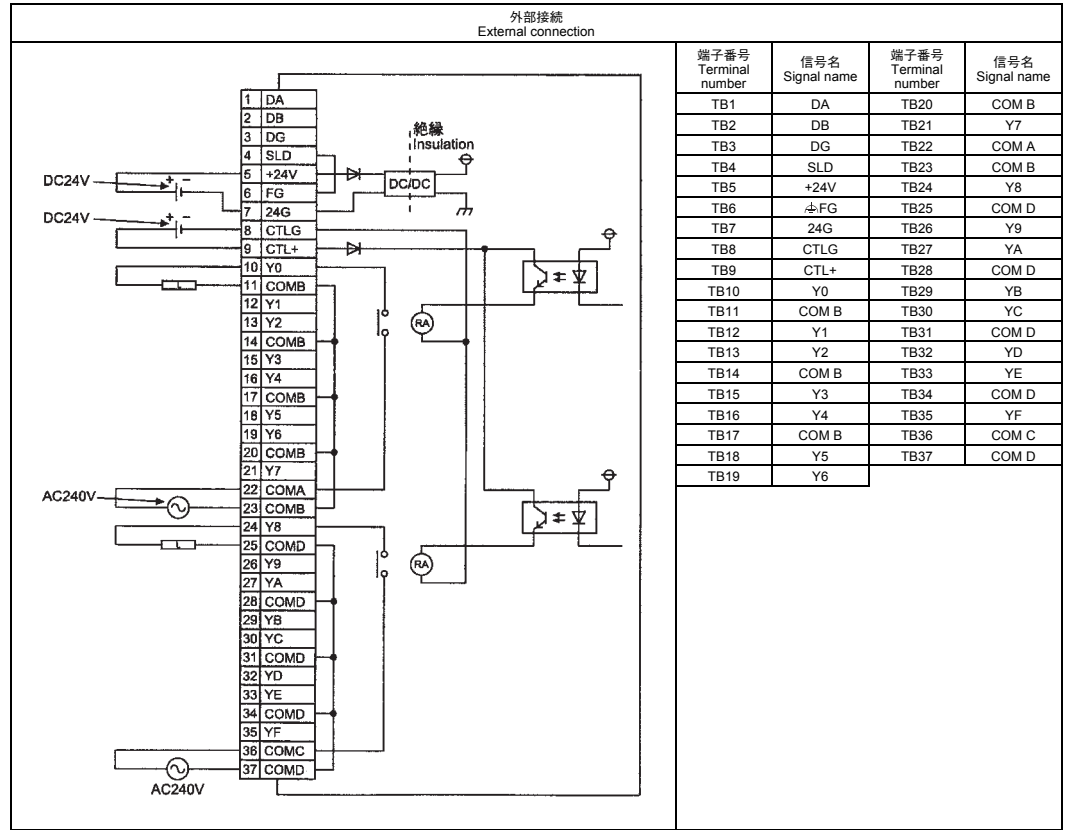 外部接続
External connection
1 DA
2 DB
3 DG
4 SLD
5 +24V
6 FG
7 24G
8 CTLG
9 CTL+
10 Y0
11 COMB
12 Y1
13 Y2
14 COMB
15 Y3
16 Y4
17 COMB
18 Y5
19 Y6
20 COMB
21 Y7
22 COMA
23 COMB
24 Y8
25 COMD
26 Y9
27 YA
28 COMD
29 YB
30 YC
31 COMD
32 YD
33 YE
34 COMD
35 YF
36 COMC
37 COMD
DC24V
+ -
DC24V
+ -
L
AC240V
L
AC240V
絶縁
Insulation
DC/DC
RA
RA
端子番号
Terminal
number
信号名
Signal name
端子番号
Terminal
number
信号名
Signal name
TB1 DA TB20 COM B
TB2 DB TB21 Y7
TB3 DG TB22 COM A
TB4 SLD TB23 COM B
TB5 +24V TB24 Y8
TB6 FG TB25 COM D
TB7 24G TB26 Y9
TB8 CTLG TB27 YA
TB9 CTL+ TB28 COM D
TB10 Y0 TB29 YB
TB11 COM B TB30 YC
TB12 Y1 TB31 COM D
TB13 Y2 TB32 YD
TB14 COM B TB33 YE
TB15 Y3 TB34 COM D
TB16 Y4 TB35 YF
TB17 COM B TB36 COM C
TB18 Y5 TB37 COM D
TB19 Y6